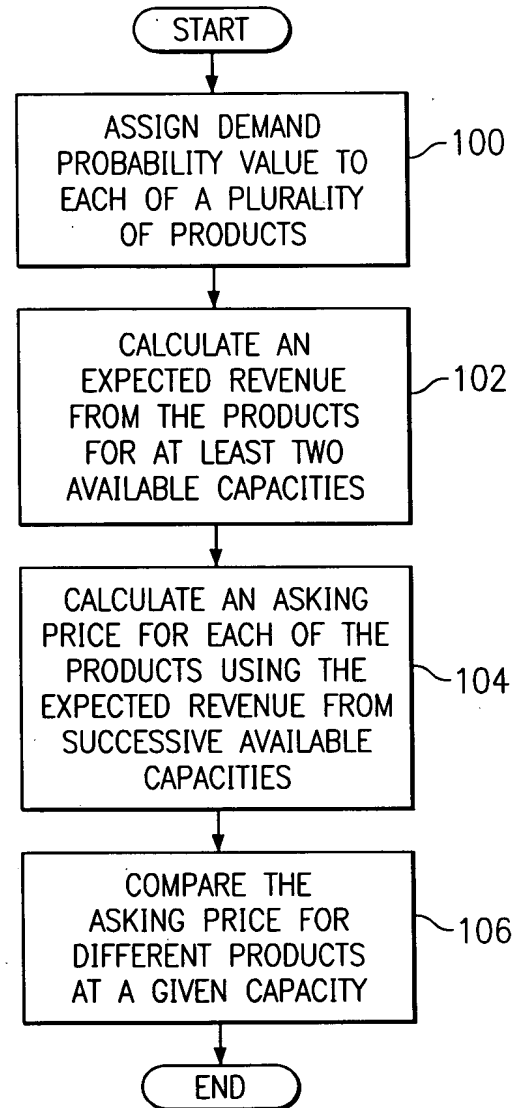 START
ASSIGN DEMAND
PROBABILITY VALUE TO
EACH OF A PLURALITY
OF PRODUCTS
100
CALCULATE AN
EXPECTED REVENUE
FROM THE PRODUCTS
FOR AT LEAST TWO
AVAILABLE CAPACITIES
102
CALCULATE AN ASKING
PRICE FOR EACH OF THE
PRODUCTS USING THE
EXPECTED REVENUE FROM
SUCCESSIVE AVAILABLE
CAPACITIES
104
COMPARE THE
ASKING PRICE FOR
DIFFERENT PRODUCTS
AT A GIVEN CAPACITY
106
END